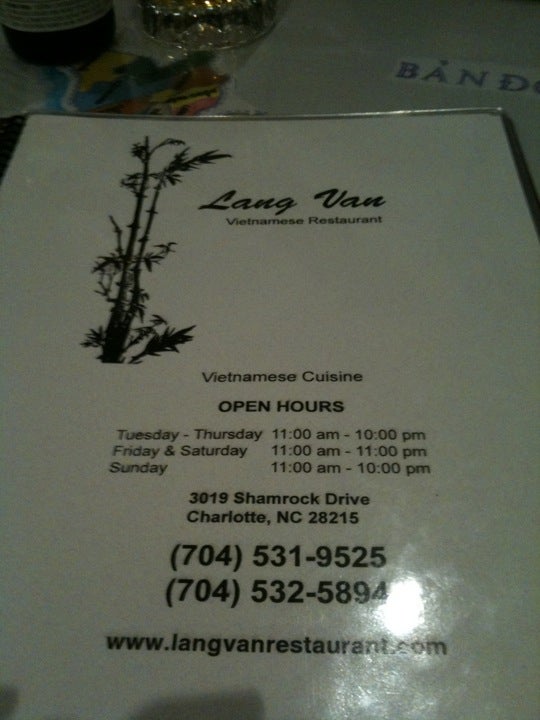 BẢN ĐỒ
Lang Van
Vietnamese Restaurant
Vietnamese Cuisine
OPEN HOURS
Tuesday - Thursday 11:00 am - 10:00 pm
Friday & Saturday 11:00 am - 11:00 pm
Sunday 11:00 am - 10:00 pm
3019 Shamrock Drive
Charlotte, NC 28215
(704) 531-9525
(704) 532-5894
www.langvanrestaurant.com